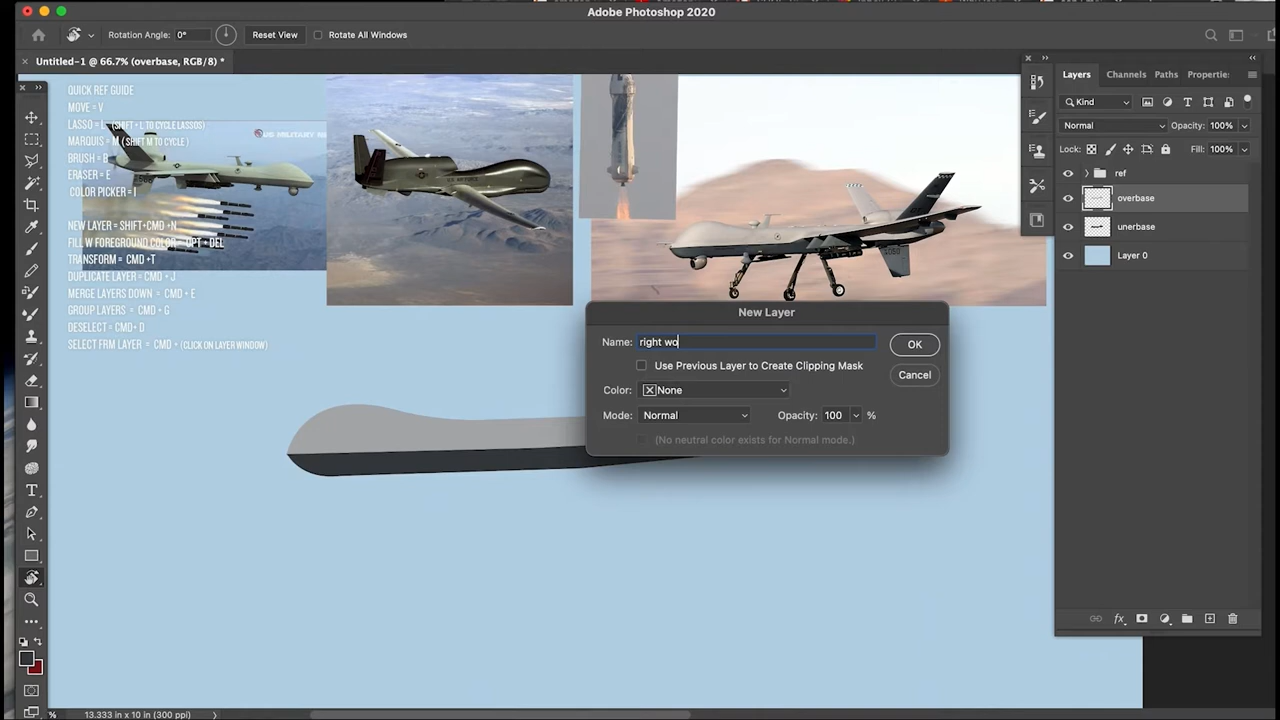 Adobe Photoshop 2020
Rotation Angle: 0°
Reset View
Rotate All Windows
Untitled-1 @ 66.7% (overbase, RGB/8) *
QUICK REF GUIDE
MOVE = V
LASSO = L (SHIFT + L TO CYCLE LASSOS)
MARQUIS = M (SHIFT M TO CYCLE)
BRUSH = B
ERASER = E
COLOR PICKER = I
NEW LAYER = SHIFT+CMD +N
FILL W FOREGROUND COLOR = OPT + DEL
TRANSFORM = CMD +T
DUPLICATE LAYER = CMD + J
MERGE LAYERS DOWN = CMD + E
GROUP LAYERS = CMD + G
DESELECT = CMD+ D
SELECT FRM LAYER = CMD + (CLICK ON LAYER WINDOW)
New Layer
Name: right wo
OK
Use Previous Layer to Create Clipping Mask
Color: None
Cancel
Mode: Normal
Opacity: 100 %
(No neutral color exists for Normal mode.)
Layers
Channels
Paths
Propertie
Kind
Normal
Opacity: 100%
Lock:
Fill: 100%
ref
overbase
unerbase
Layer 0
%
13.333 in x 10 in (300 ppi)